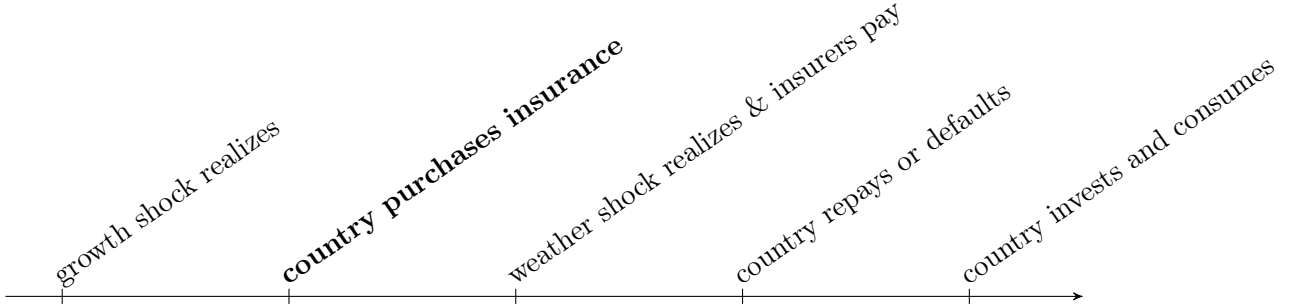 growth shock realizes
country purchases insurance
weather shock realizes & insurers pay
country repays or defaults
country invests and consumes